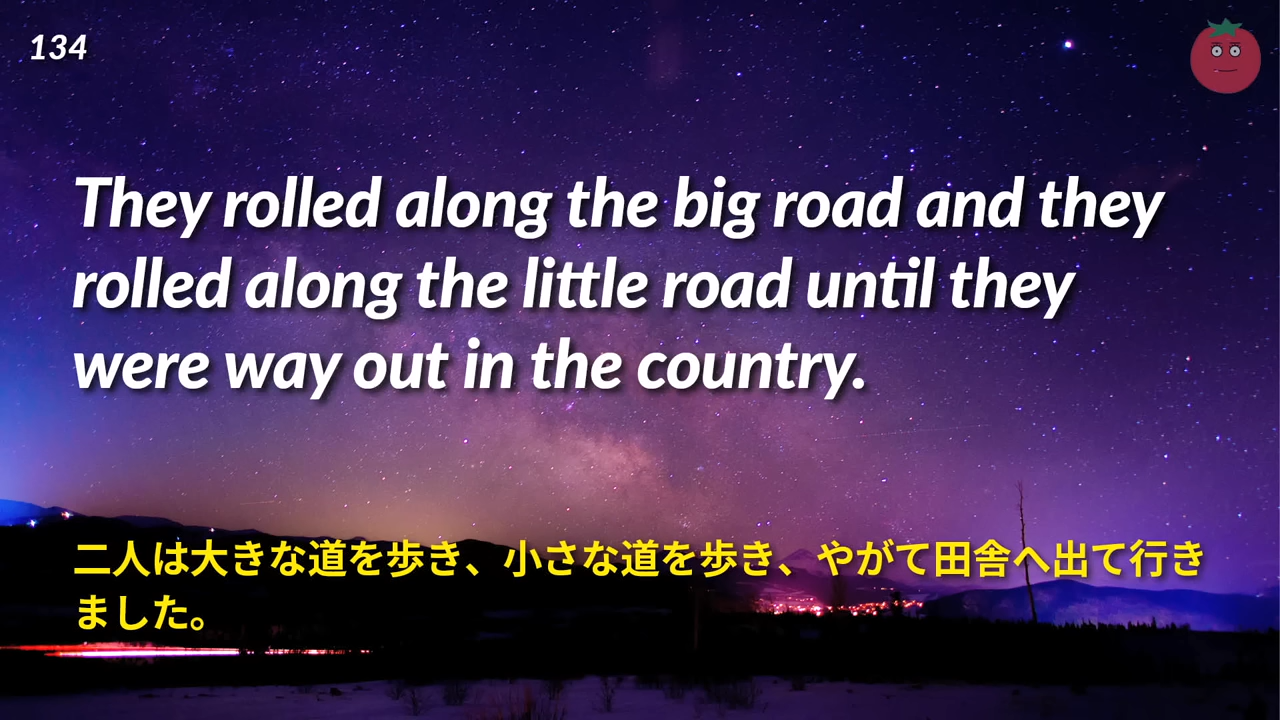 134
They rolled along the big road and they
rolled along the little road until they
were way out in the country.
二人は大きな道を歩き、小さな道を歩き、やがて田舎へ出て行き
ました。